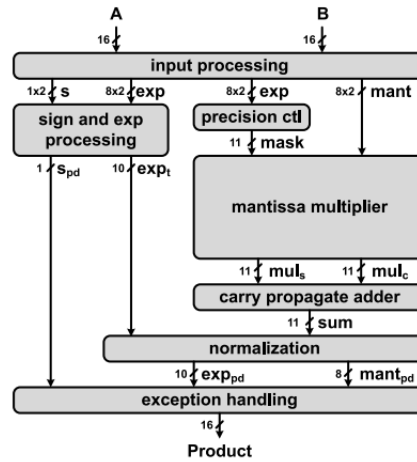 A B
16 16
input processing
1x2 s 8x2 exp 8x2 exp 8x2 mant
sign and exp
processing
precision ctl
11 mask
1 s_pd 10 exp_t
mantissa multiplier
11 mul_s 11 mul_c
carry propagate adder
11 sum
normalization
10 exp_pd 8 mant_pd
exception handling
16
Product